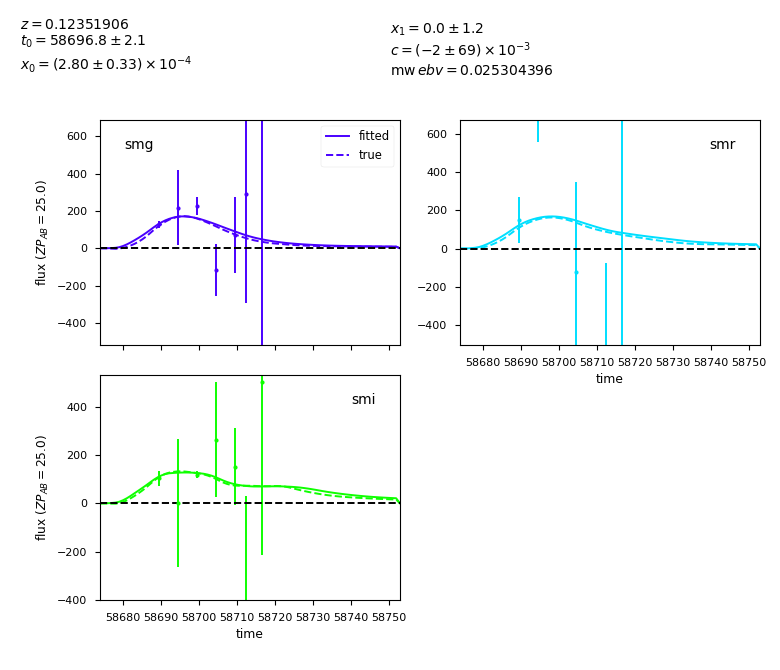 z = 0.12351906
t₀ = 58696.8 ± 2.1
x₀ = (2.80 ± 0.33) × 10⁻⁴
x₁ = 0.0 ± 1.2
c = (−2 ± 69) × 10⁻³
mw ebv = 0.025304396
smg
fitted
true
600
400
200
0
−200
−400
flux (ZP_AB = 25.0)
smr
600
400
200
0
−200
−400
58680 58690 58700 58710 58720 58730 58740 58750
time
smi
400
200
0
−200
−400
flux (ZP_AB = 25.0)
58680 58690 58700 58710 58720 58730 58740 58750
time